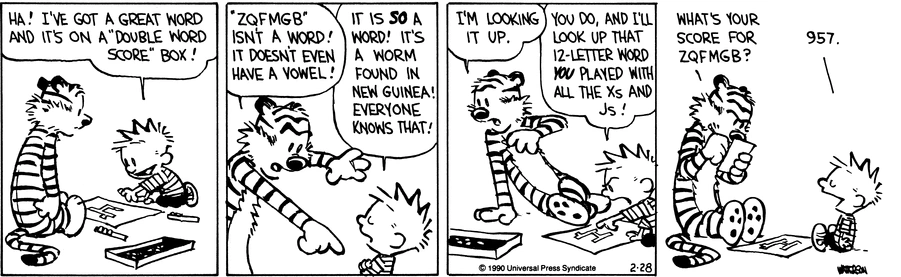 HA! I'VE GOT A GREAT WORD
AND IT'S ON A "DOUBLE WORD
SCORE" BOX!
"ZQFMGB"
ISN'T A WORD!
IT DOESN'T EVEN
HAVE A VOWEL!
IT IS SO A
WORD! IT'S
A WORM
FOUND IN
NEW GUINEA!
EVERYONE
KNOWS THAT!
I'M LOOKING
IT UP.
YOU DO, AND I'LL
LOOK UP THAT
12-LETTER WORD
YOU PLAYED WITH
ALL THE XS AND
JS!
© 1990 Universal Press Syndicate
2-28
WHAT'S YOUR
SCORE FOR
ZQFMGB?
957.
WATTERSON